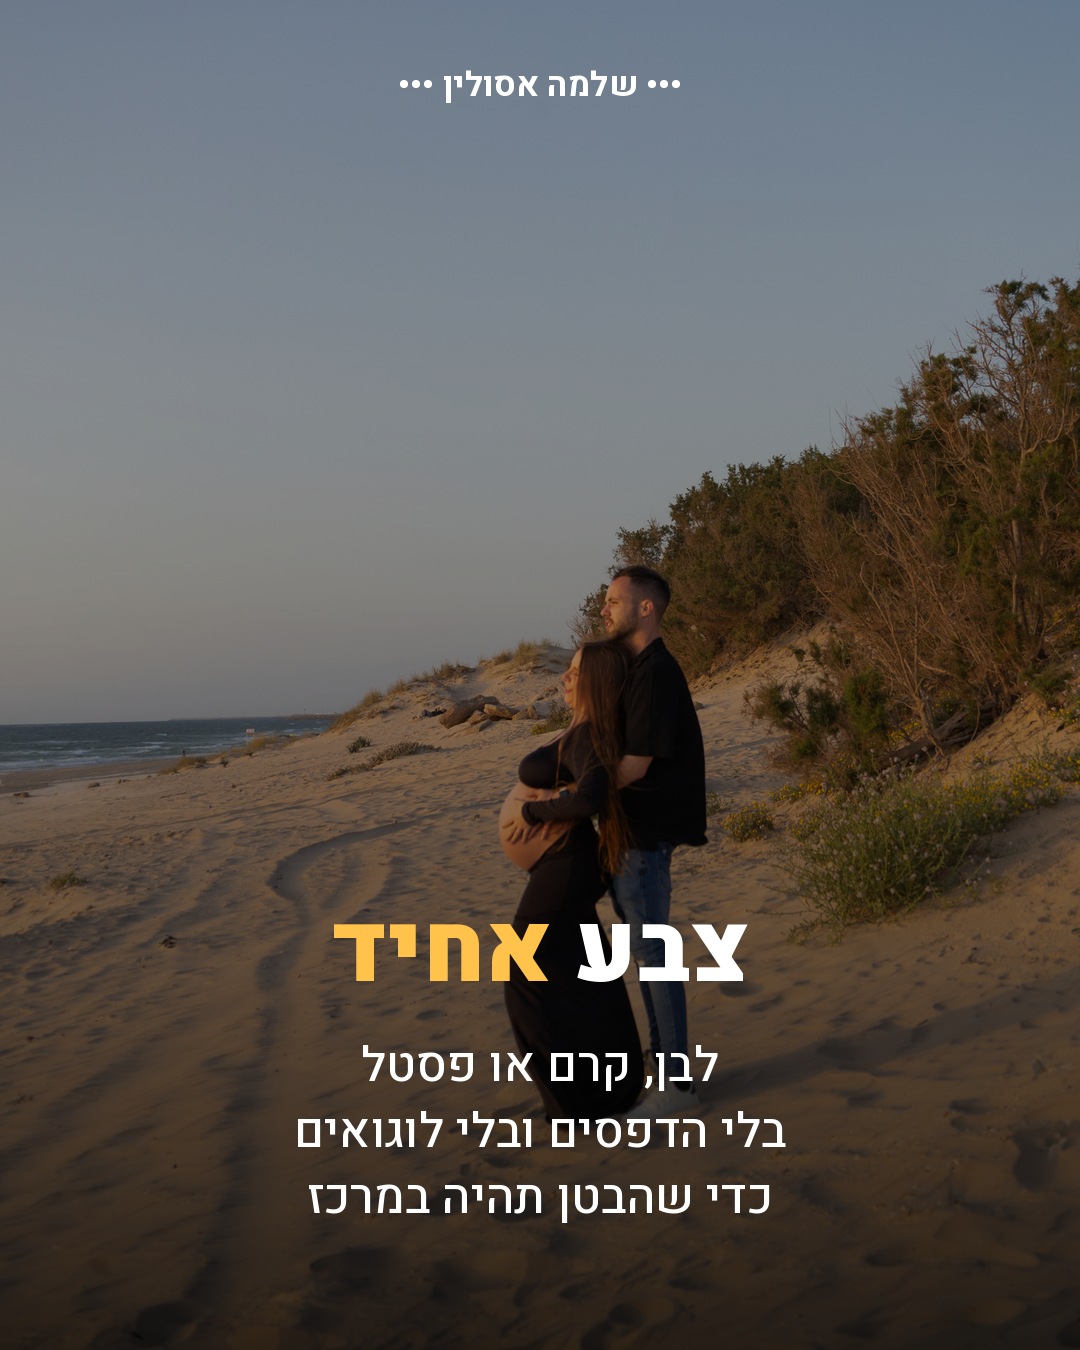 ••• שלמה אסולין •••
צבע אחיד
לבן, קרם או פסטל
בלי הדפסים ובלי לוגואים
כדי שהבטן תהיה במרכז